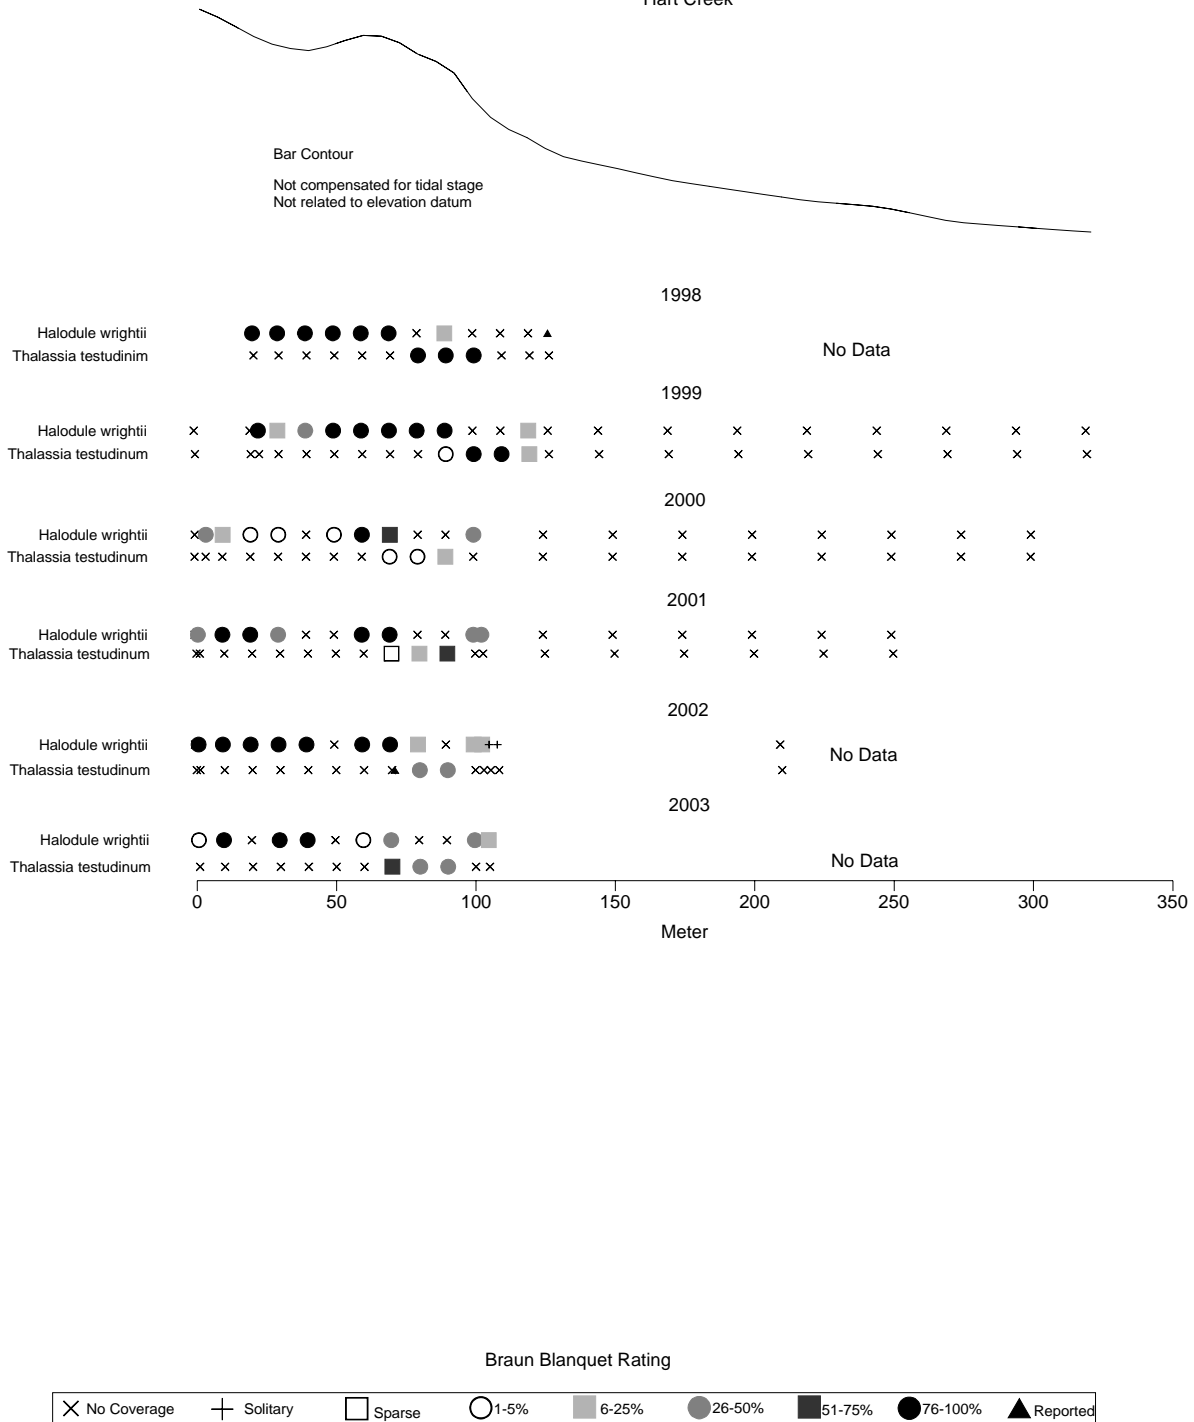 Hart Creek
Bar Contour
Not compensated for tidal stage
Not related to elevation datum
1998
Halodule wrightii
Thalassia testudinim
No Data
1999
Halodule wrightii
Thalassia testudinum
2000
Halodule wrightii
Thalassia testudinum
2001
Halodule wrightii
Thalassia testudinum
2002
Halodule wrightii
Thalassia testudinum
No Data
2003
Halodule wrightii
Thalassia testudinum
No Data
0 50 100 150 200 250 300 350
Meter
Braun Blanquet Rating
No Coverage Solitary Sparse 1-5% 6-25% 26-50% 51-75% 76-100% Reported